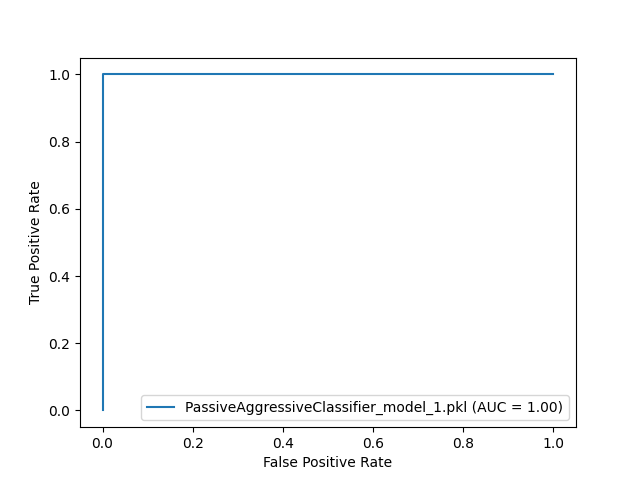 1.0
0.8
0.6
0.4
0.2
0.0
True Positive Rate
PassiveAggressiveClassifier_model_1.pkl (AUC = 1.00)
0.0 0.2 0.4 0.6 0.8 1.0
False Positive Rate